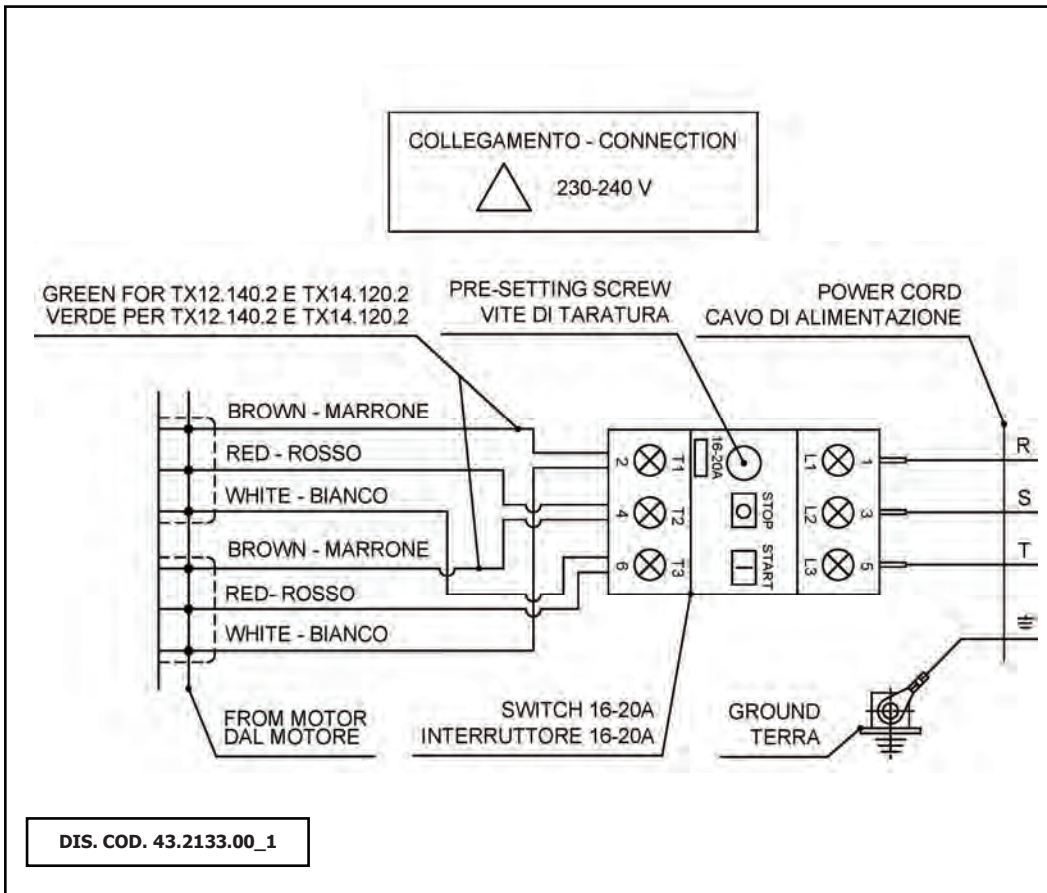 COLLEGAMENTO - CONNECTION
230-240 V
GREEN FOR TX12.140.2 E TX14.120.2
VERDE PER TX12.140.2 E TX14.120.2
PRE-SETTING SCREW
VITE DI TARATURA
POWER CORD
CAVO DI ALIMENTAZIONE
BROWN - MARRONE
RED - ROSSO
WHITE - BIANCO
BROWN - MARRONE
RED- ROSSO
WHITE - BIANCO
2 T1
4 T2
6 T3
16-20A
STOP
START
L1 1
L2 3
L3 5
R
S
T
FROM MOTOR
DAL MOTORE
SWITCH 16-20A
INTERRUTTORE 16-20A
GROUND
TERRA
DIS. COD. 43.2133.00_1